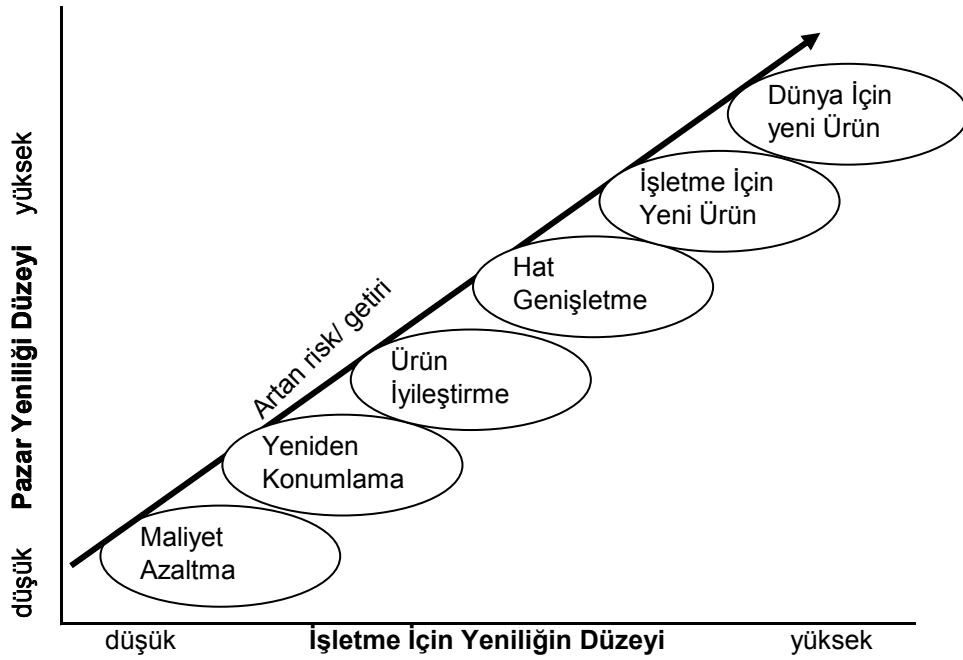 Dünya İçin
yeni Ürün
İşletme İçin
Yeni Ürün
Hat
Genişletme
Ürün
İyileştirme
Yeniden
Konumlama
Maliyet
Azaltma
Artan risk/ getiri
düşük Pazar Yeniliği Düzeyi yüksek
düşük İşletme İçin Yeniliğin Düzeyi yüksek